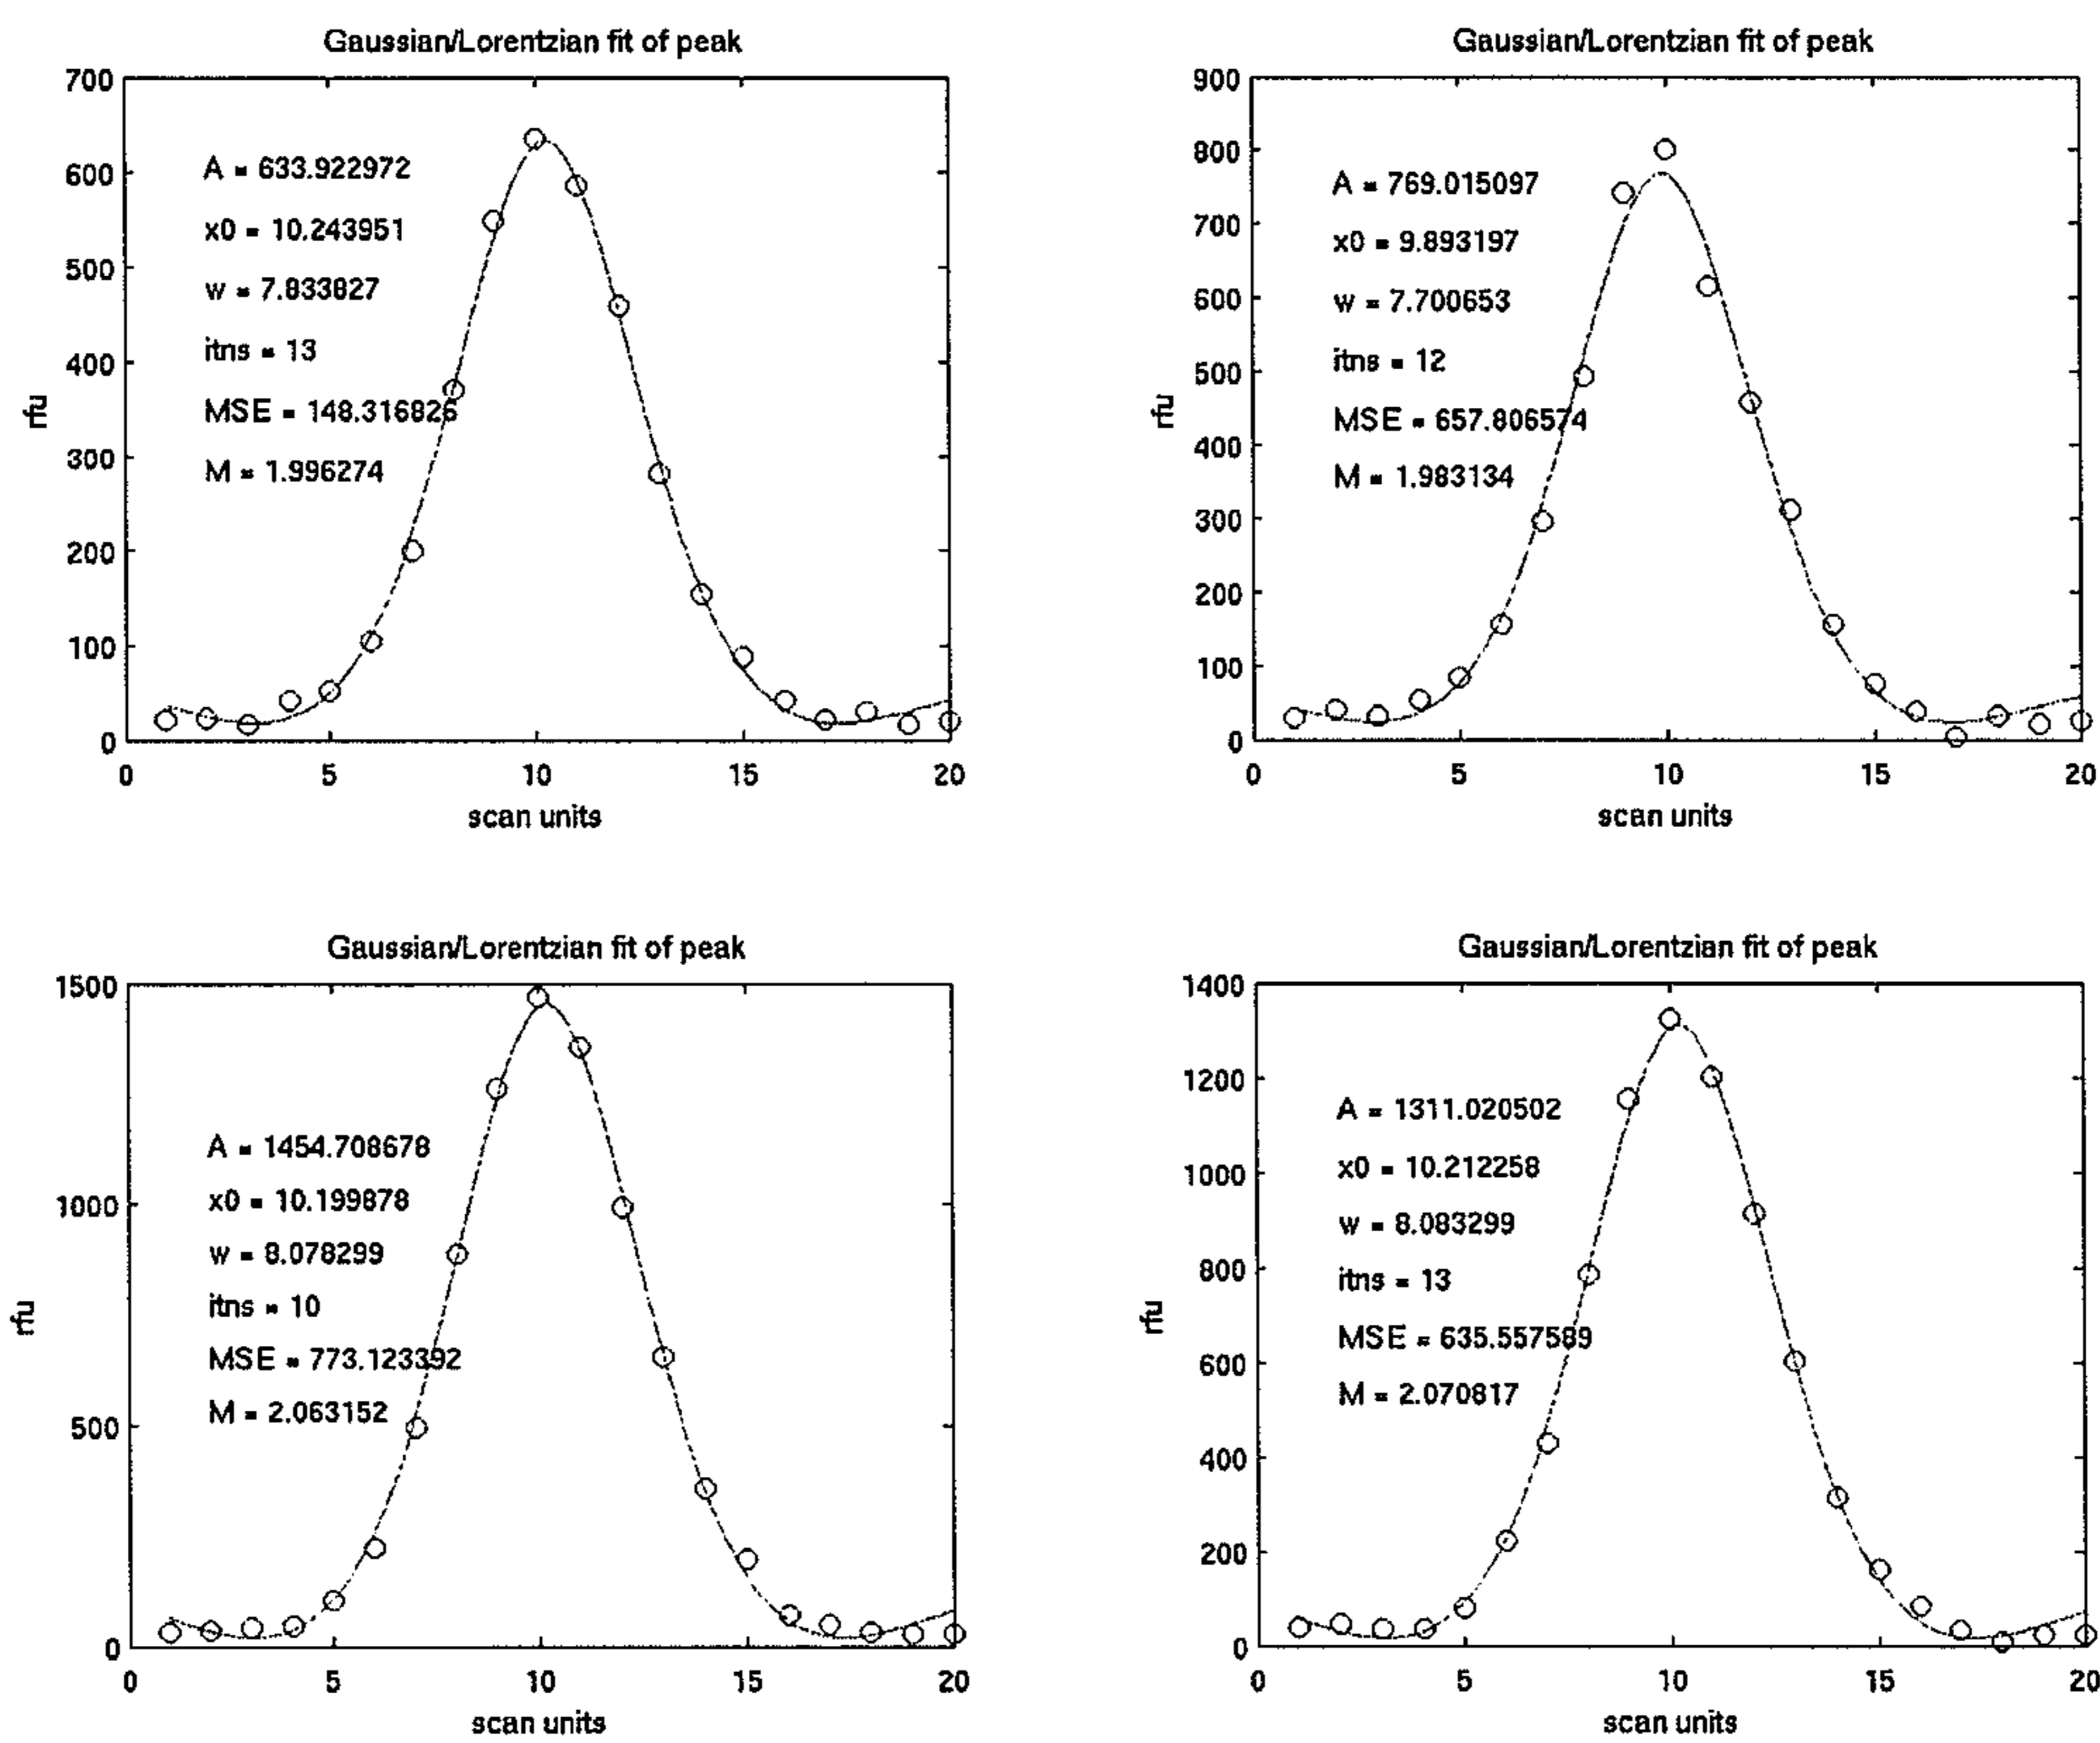 Gaussian/Lorentzian fit of peak
700
600
500
400
300
200
100
0
rfu
A = 633.922972
x0 = 10.243951
w = 7.833827
itns = 13
MSE = 148.316826
M = 1.996274
0 5 10 15 20
scan units
Gaussian/Lorentzian fit of peak
900
800
700
600
500
400
300
200
100
0
rfu
A = 769.015097
x0 = 9.893197
w = 7.700653
itns = 12
MSE = 657.806574
M = 1.983134
0 5 10 15 20
scan units
Gaussian/Lorentzian fit of peak
1500
1000
500
0
rfu
A = 1454.708678
x0 = 10.199878
w = 8.078299
itns = 10
MSE = 773.123392
M = 2.063152
0 5 10 15 20
scan units
Gaussian/Lorentzian fit of peak
1400
1200
1000
800
600
400
200
0
rfu
A = 1311.020502
x0 = 10.212258
w = 8.083299
itns = 13
MSE = 635.557589
M = 2.070817
0 5 10 15 20
scan units